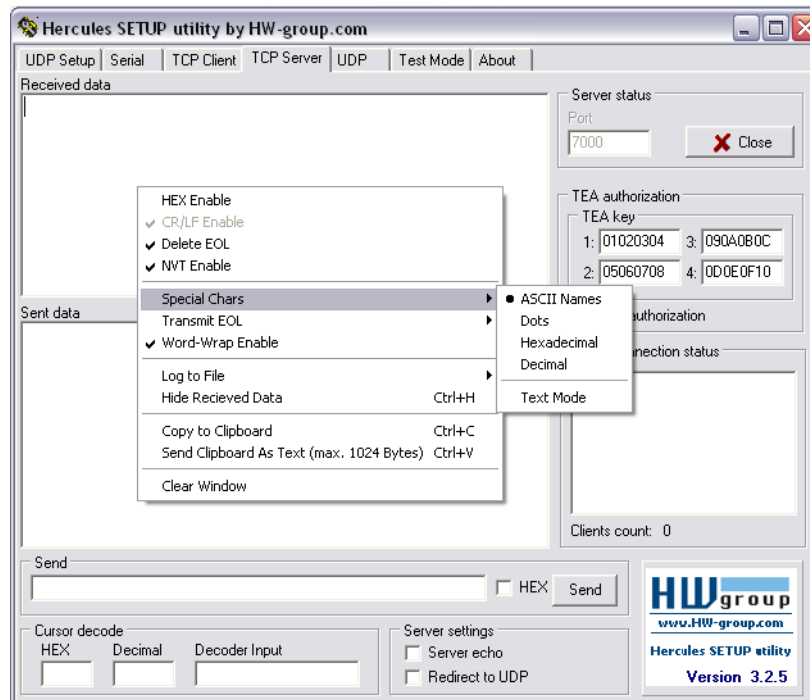 Hercules SETUP utility by HW-group.com
UDP Setup Serial TCP Client TCP Server UDP Test Mode About
Received data
Server status
Port
7000
Close
TEA authorization
TEA key
1: 01020304 3: 090A0B0C
2: 05060708 4: 0D0E0F10
authorization
nnection status
Clients count: 0
HEX Enable
CR/LF Enable
Delete EOL
NVT Enable
Special Chars
Transmit EOL
Word-Wrap Enable
Log to File
Hide Recieved Data Ctrl+H
Copy to Clipboard Ctrl+C
Send Clipboard As Text (max. 1024 Bytes) Ctrl+V
Clear Window
ASCII Names
Dots
Hexadecimal
Decimal
Text Mode
Sent data
Send
HEX Send
Cursor decode
HEX Decimal Decoder Input
Server settings
Server echo
Redirect to UDP
HWgroup
www.HW-group.com
Hercules SETUP utility
Version 3.2.5